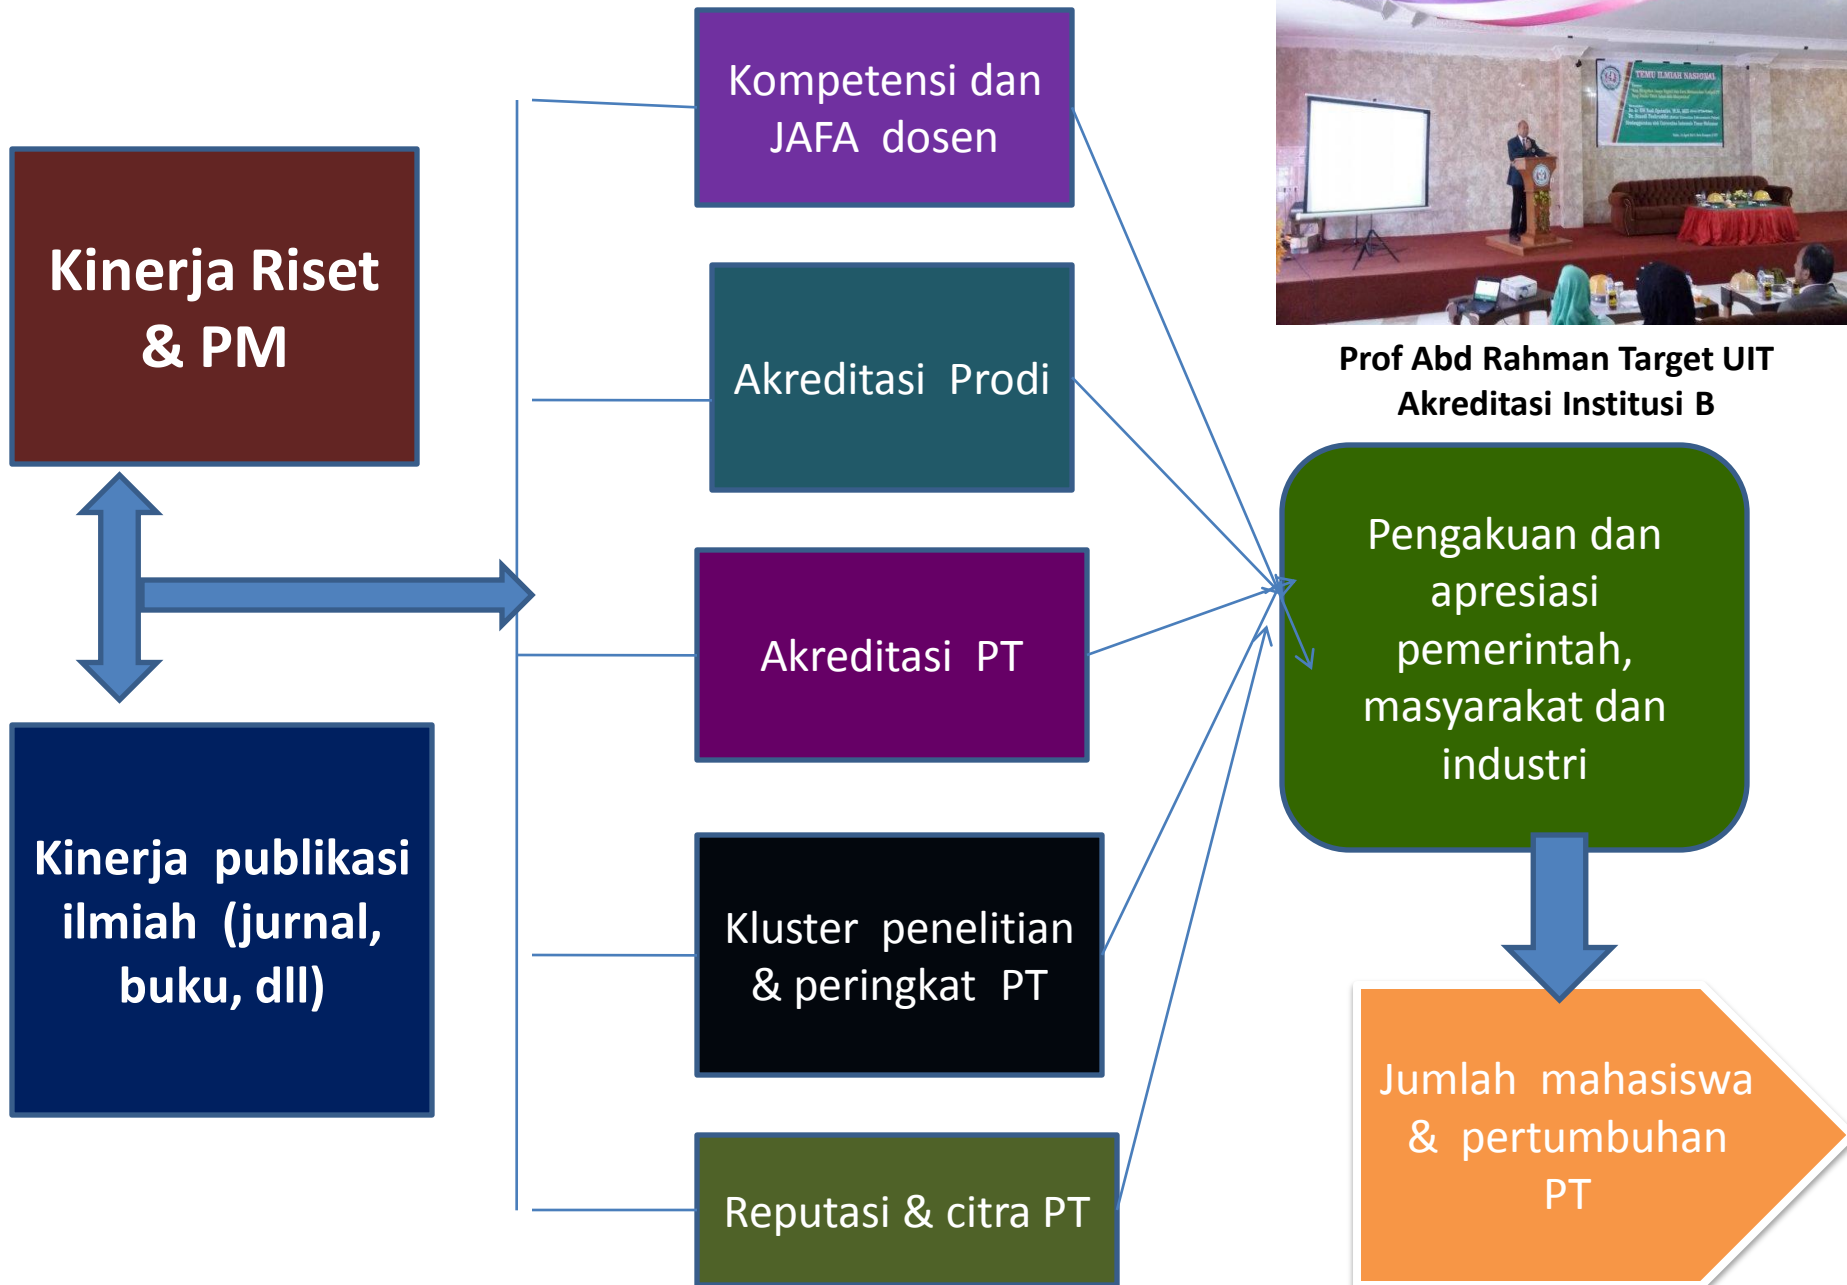 Kinerja Riset
& PM
Kinerja publikasi
ilmiah (jurnal,
buku, dll)
Kompetensi dan
JAFA dosen
Akreditasi Prodi
Akreditasi PT
Kluster penelitian
& peringkat PT
Reputasi & citra PT
TEMU ILMIAH NASIONAL
Prof Abd Rahman Target UIT
Akreditasi Institusi B
Pengakuan dan
apresiasi
pemerintah,
masyarakat dan
industri
Jumlah mahasiswa
& pertumbuhan
PT